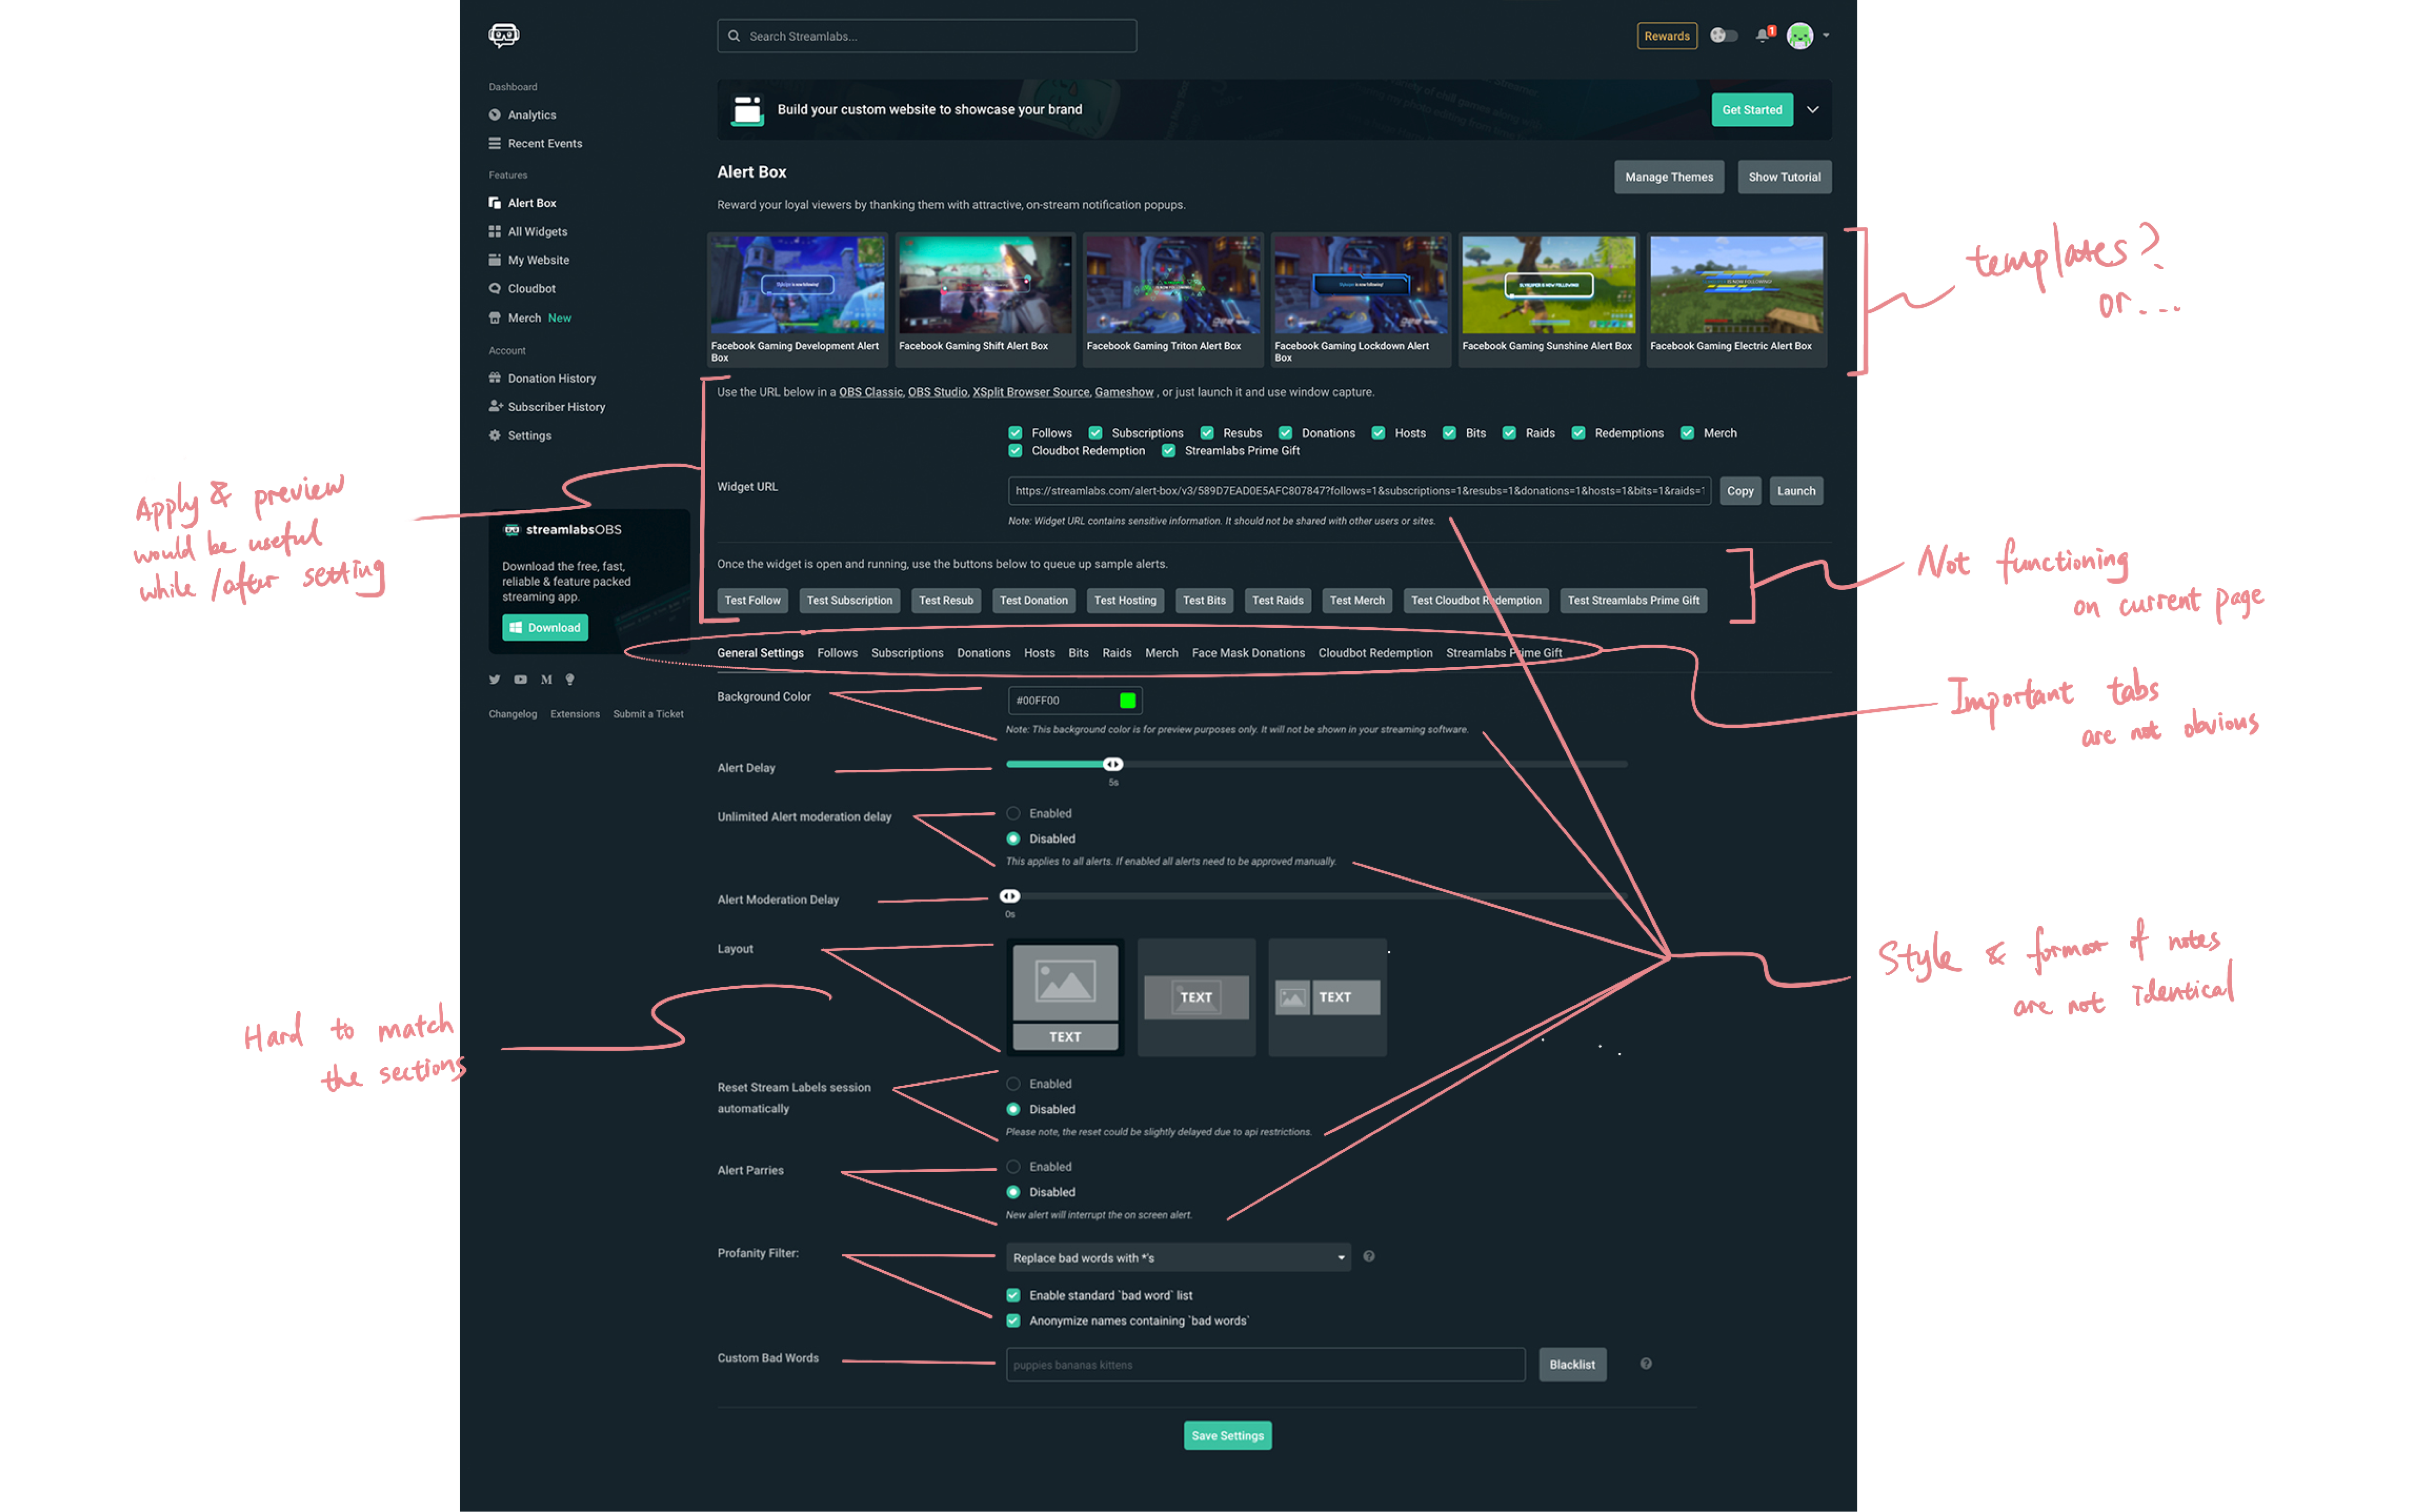 Search Streamlabs...
Rewards
1
Dashboard
Analytics
Recent Events
Features
Alert Box
All Widgets
My Website
Cloudbot
Merch New
Account
Donation History
Subscriber History
Settings
streamlabsOBS
Download the free, fast,
reliable & feature packed
streaming app.
Download
Changelog Extensions Submit a Ticket
Build your custom website to showcase your brand
Get Started
Alert Box
Manage Themes Show Tutorial
Reward your loyal viewers by thanking them with attractive, on-stream notification popups.
Facebook Gaming Development Alert
Box
Facebook Gaming Shift Alert Box
Facebook Gaming Triton Alert Box
Facebook Gaming Lockdown Alert
Box
Facebook Gaming Sunshine Alert Box
Facebook Gaming Electric Alert Box
Use the URL below in a OBS Classic, OBS Studio, XSplit Browser Source, Gameshow , or just launch it and use window capture.
Follows Subscriptions Resubs Donations Hosts Bits Raids Redemptions Merch
Cloudbot Redemption Streamlabs Prime Gift
Widget URL
https://streamlabs.com/alert-box/v3/589D7EAD0E5AFC807847?follows=1&subscriptions=1&resubs=1&donations=1&hosts=1&bits=1&raids=1
Copy Launch
Note: Widget URL contains sensitive information. It should not be shared with other users or sites.
Once the widget is open and running, use the buttons below to queue up sample alerts.
Test Follow Test Subscription Test Resub Test Donation Test Hosting Test Bits Test Raids Test Merch Test Cloudbot Redemption Test Streamlabs Prime Gift
General Settings Follows Subscriptions Donations Hosts Bits Raids Merch Face Mask Donations Cloudbot Redemption Streamlabs Prime Gift
Background Color
#00FF00
Note: This background color is for preview purposes only. It will not be shown in your streaming software.
Alert Delay
5s
Unlimited Alert moderation delay
Enabled
Disabled
This applies to all alerts. If enabled all alerts need to be approved manually.
Alert Moderation Delay
0s
Layout
TEXT
TEXT
TEXT
Reset Stream Labels session
automatically
Enabled
Disabled
Please note, the reset could be slightly delayed due to api restrictions.
Alert Parries
Enabled
Disabled
New alert will interrupt the on screen alert.
Profanity Filter:
Replace bad words with *'s
Enable standard `bad word` list
Anonymize names containing `bad words`
Custom Bad Words
puppies bananas kittens
Blacklist
Save Settings
Apply & preview
would be useful
while / after setting
Hard to match
the sections
templates?
or...
Not functioning
on current page
Important tabs
are not obvious
Style & format of notes
are not identical